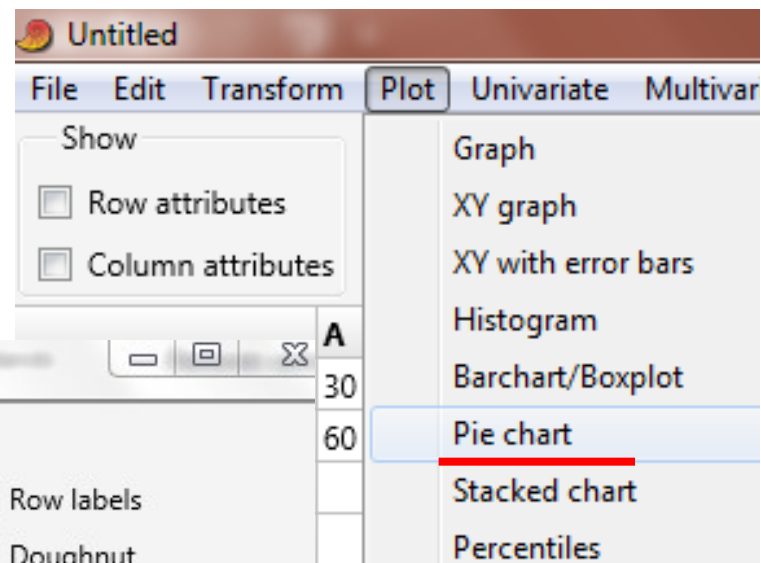 Untitled
File Edit Transform Plot Univariate
Show
Row attributes
Column attributes
Graph
XY graph
XY with error bars
Histogram
Barchart/Boxplot
Pie chart
Stacked chart
Percentiles
A
30
60
Row labels
Doughnut